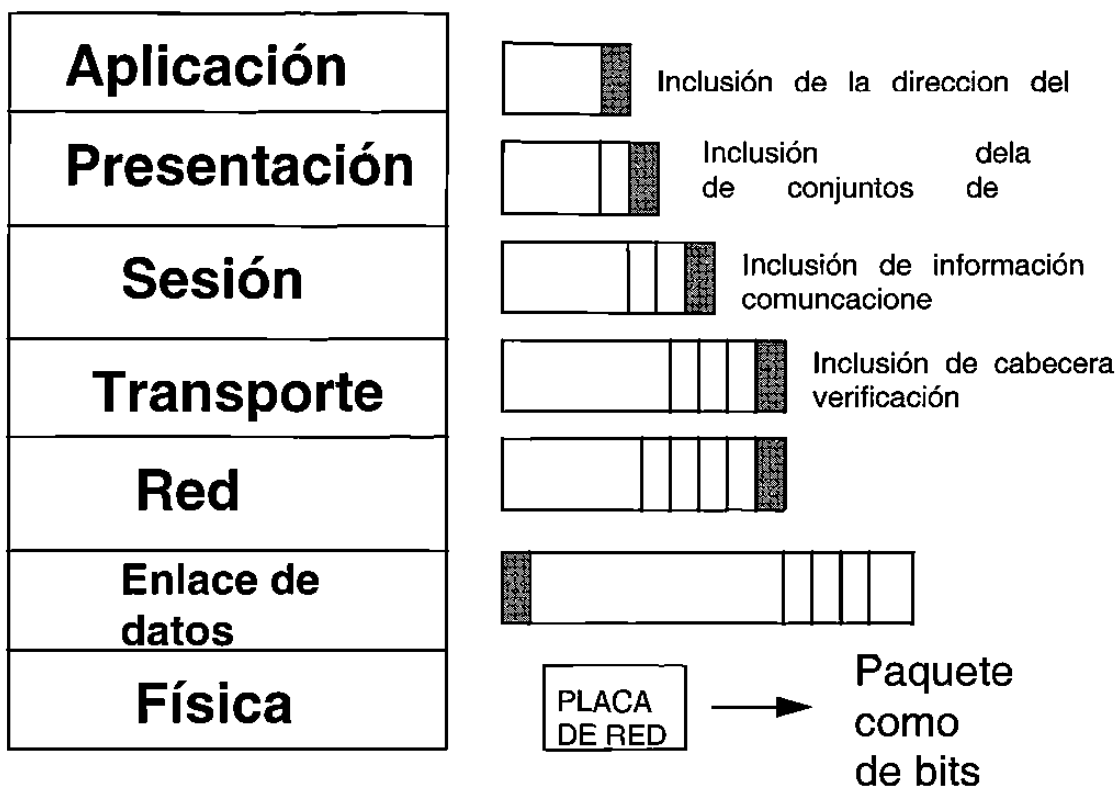 Aplicación
Inclusión de la direccion del
Presentación
Inclusión dela
de conjuntos de
Sesión
Inclusión de información
comuncacione
Transporte
Inclusión de cabecera
verificación
Red
Enlace de
datos
Física
PLACA
DE RED
Paquete
como
de bits